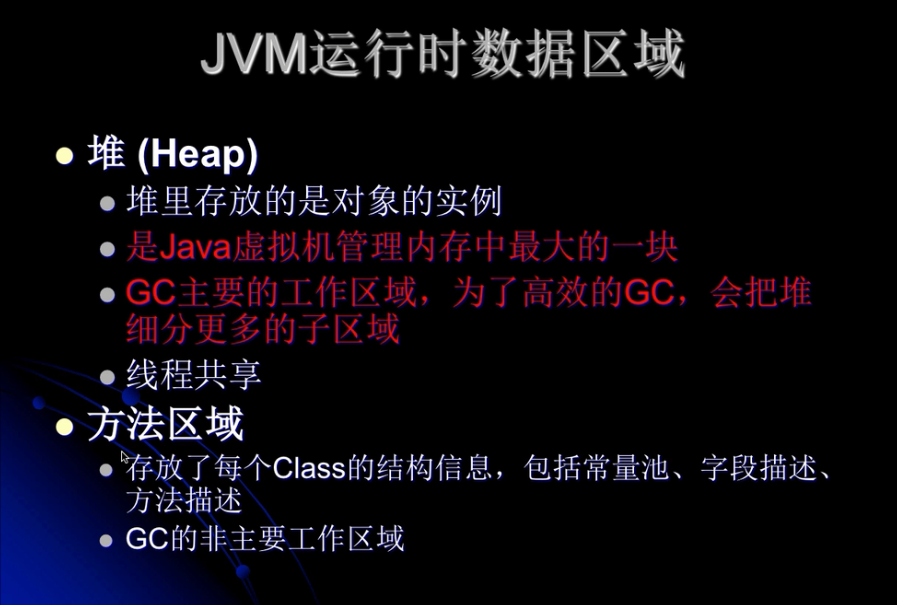 JVM运行时数据区域
堆 (Heap)
堆里存放的是对象的实例
是Java虚拟机管理内存中最大的一块
GC主要的工作区域，为了高效的GC，会把堆
细分更多的子区域
线程共享
方法区域
存放了每个Class的结构信息，包括常量池、字段描述、
方法描述
GC的非主要工作区域